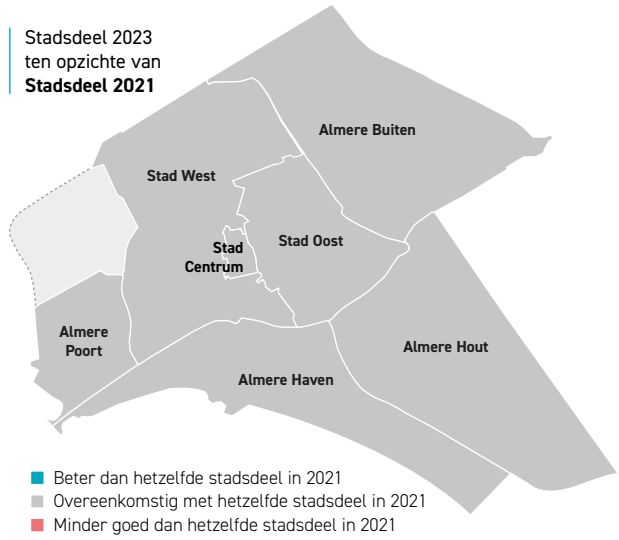 Stadsdeel 2023
ten opzichte van
Stadsdeel 2021
Almere Buiten
Stad West
Stad Oost
Stad
Centrum
Almere
Poort
Almere Hout
Almere Haven
Beter dan hetzelfde stadsdeel in 2021
Overeenkomstig met hetzelfde stadsdeel in 2021
Minder goed dan hetzelfde stadsdeel in 2021